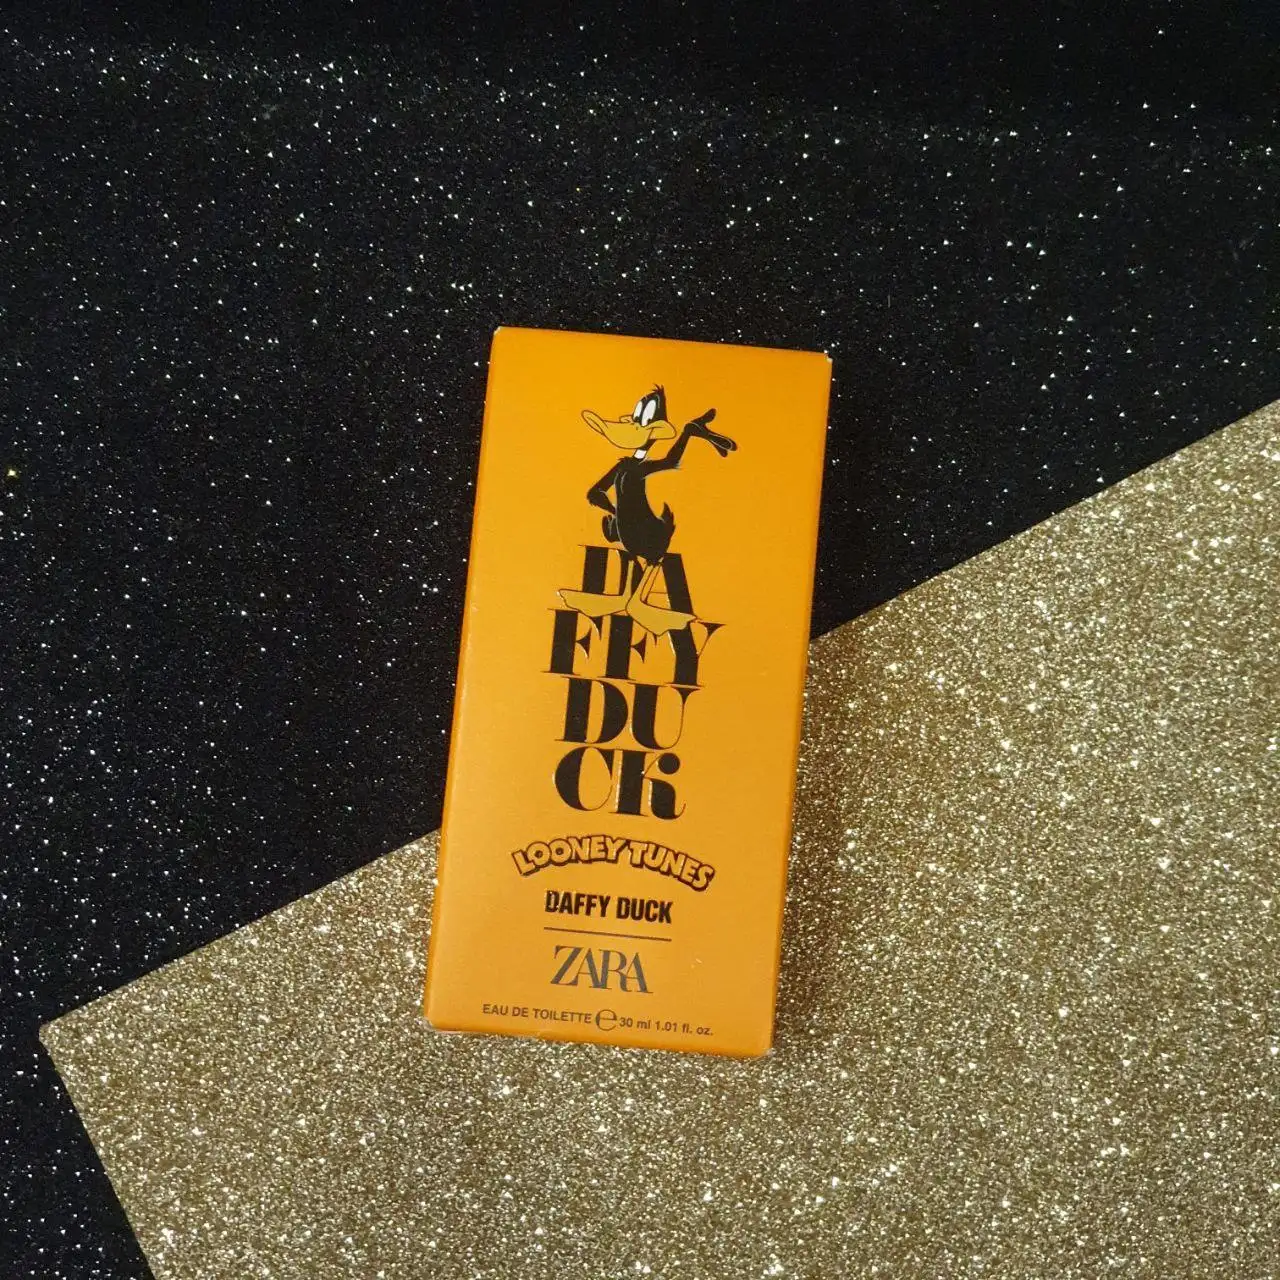 DA
FFY
DU
CK
LOONEY TUNES
DAFFY DUCK
ZARA
EAU DE TOILETTE ℮ 30 ml 1.01 fl. oz.